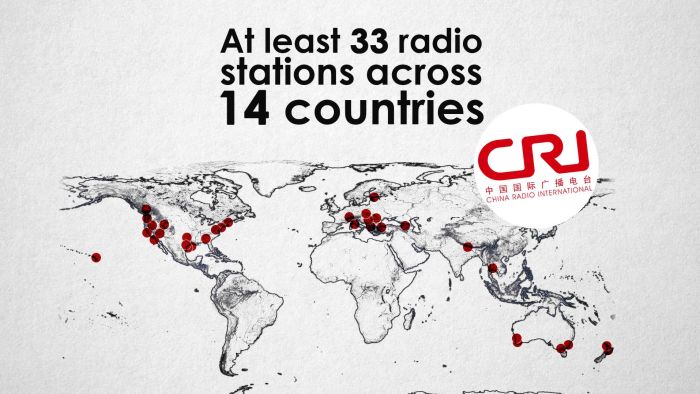 At least 33 radio
stations across
14 countries
CRI
中国国际广播电台
CHINA RADIO INTERNATIONAL